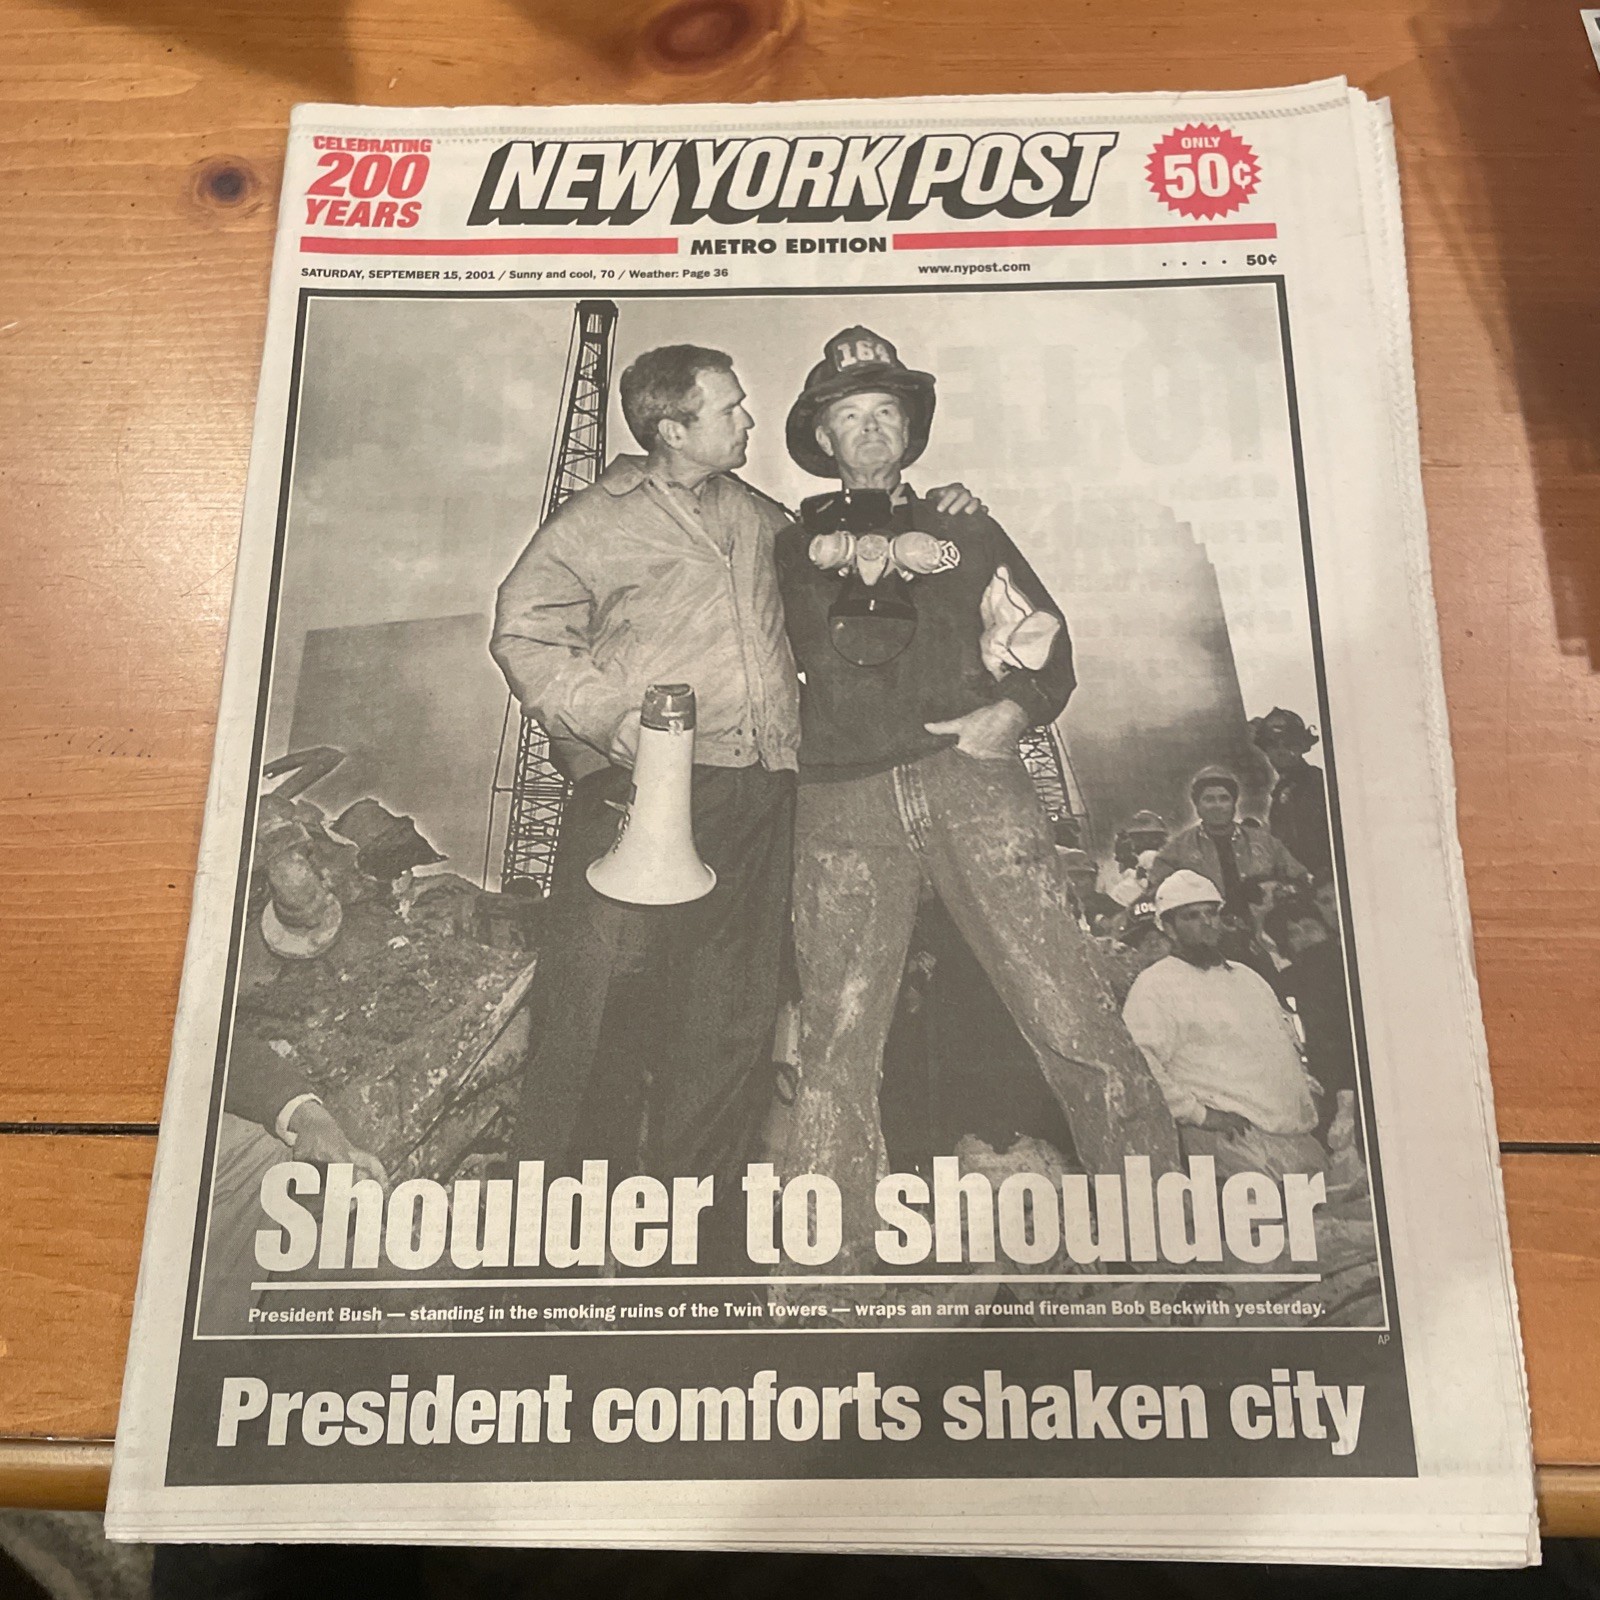 CELEBRATING
200
YEARS
NEW YORK POST
ONLY
50¢
METRO EDITION
SATURDAY, SEPTEMBER 15, 2001 / Sunny and cool, 70 / Weather: Page 36
www.nypost.com
. . . . 50¢
164
Shoulder to shoulder
President Bush — standing in the smoking ruins of the Twin Towers — wraps an arm around fireman Bob Beckwith yesterday.
AP
President comforts shaken city